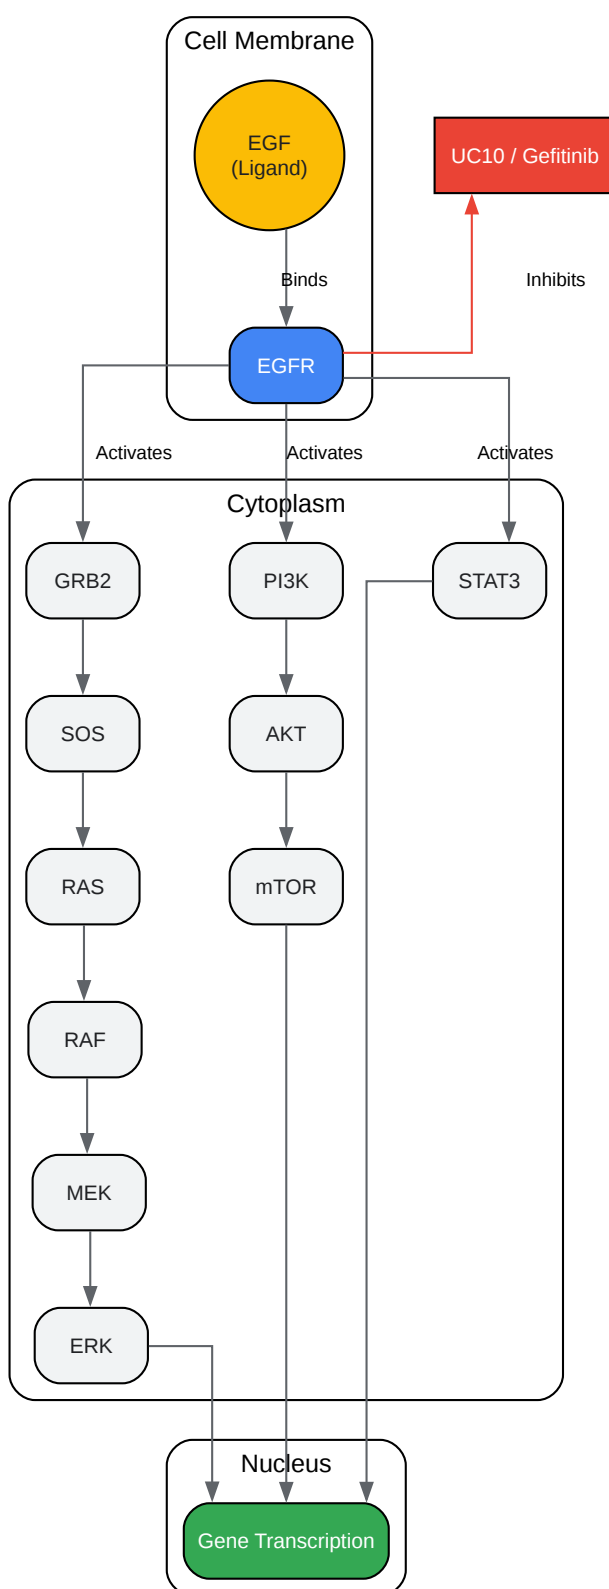 Cell Membrane
EGF
(Ligand)
UC10 / Gefitinib
Binds
Inhibits
EGFR
Activates
Activates
Activates
Cytoplasm
GRB2
PI3K
STAT3
SOS
AKT
RAS
mTOR
RAF
MEK
ERK
Nucleus
Gene Transcription